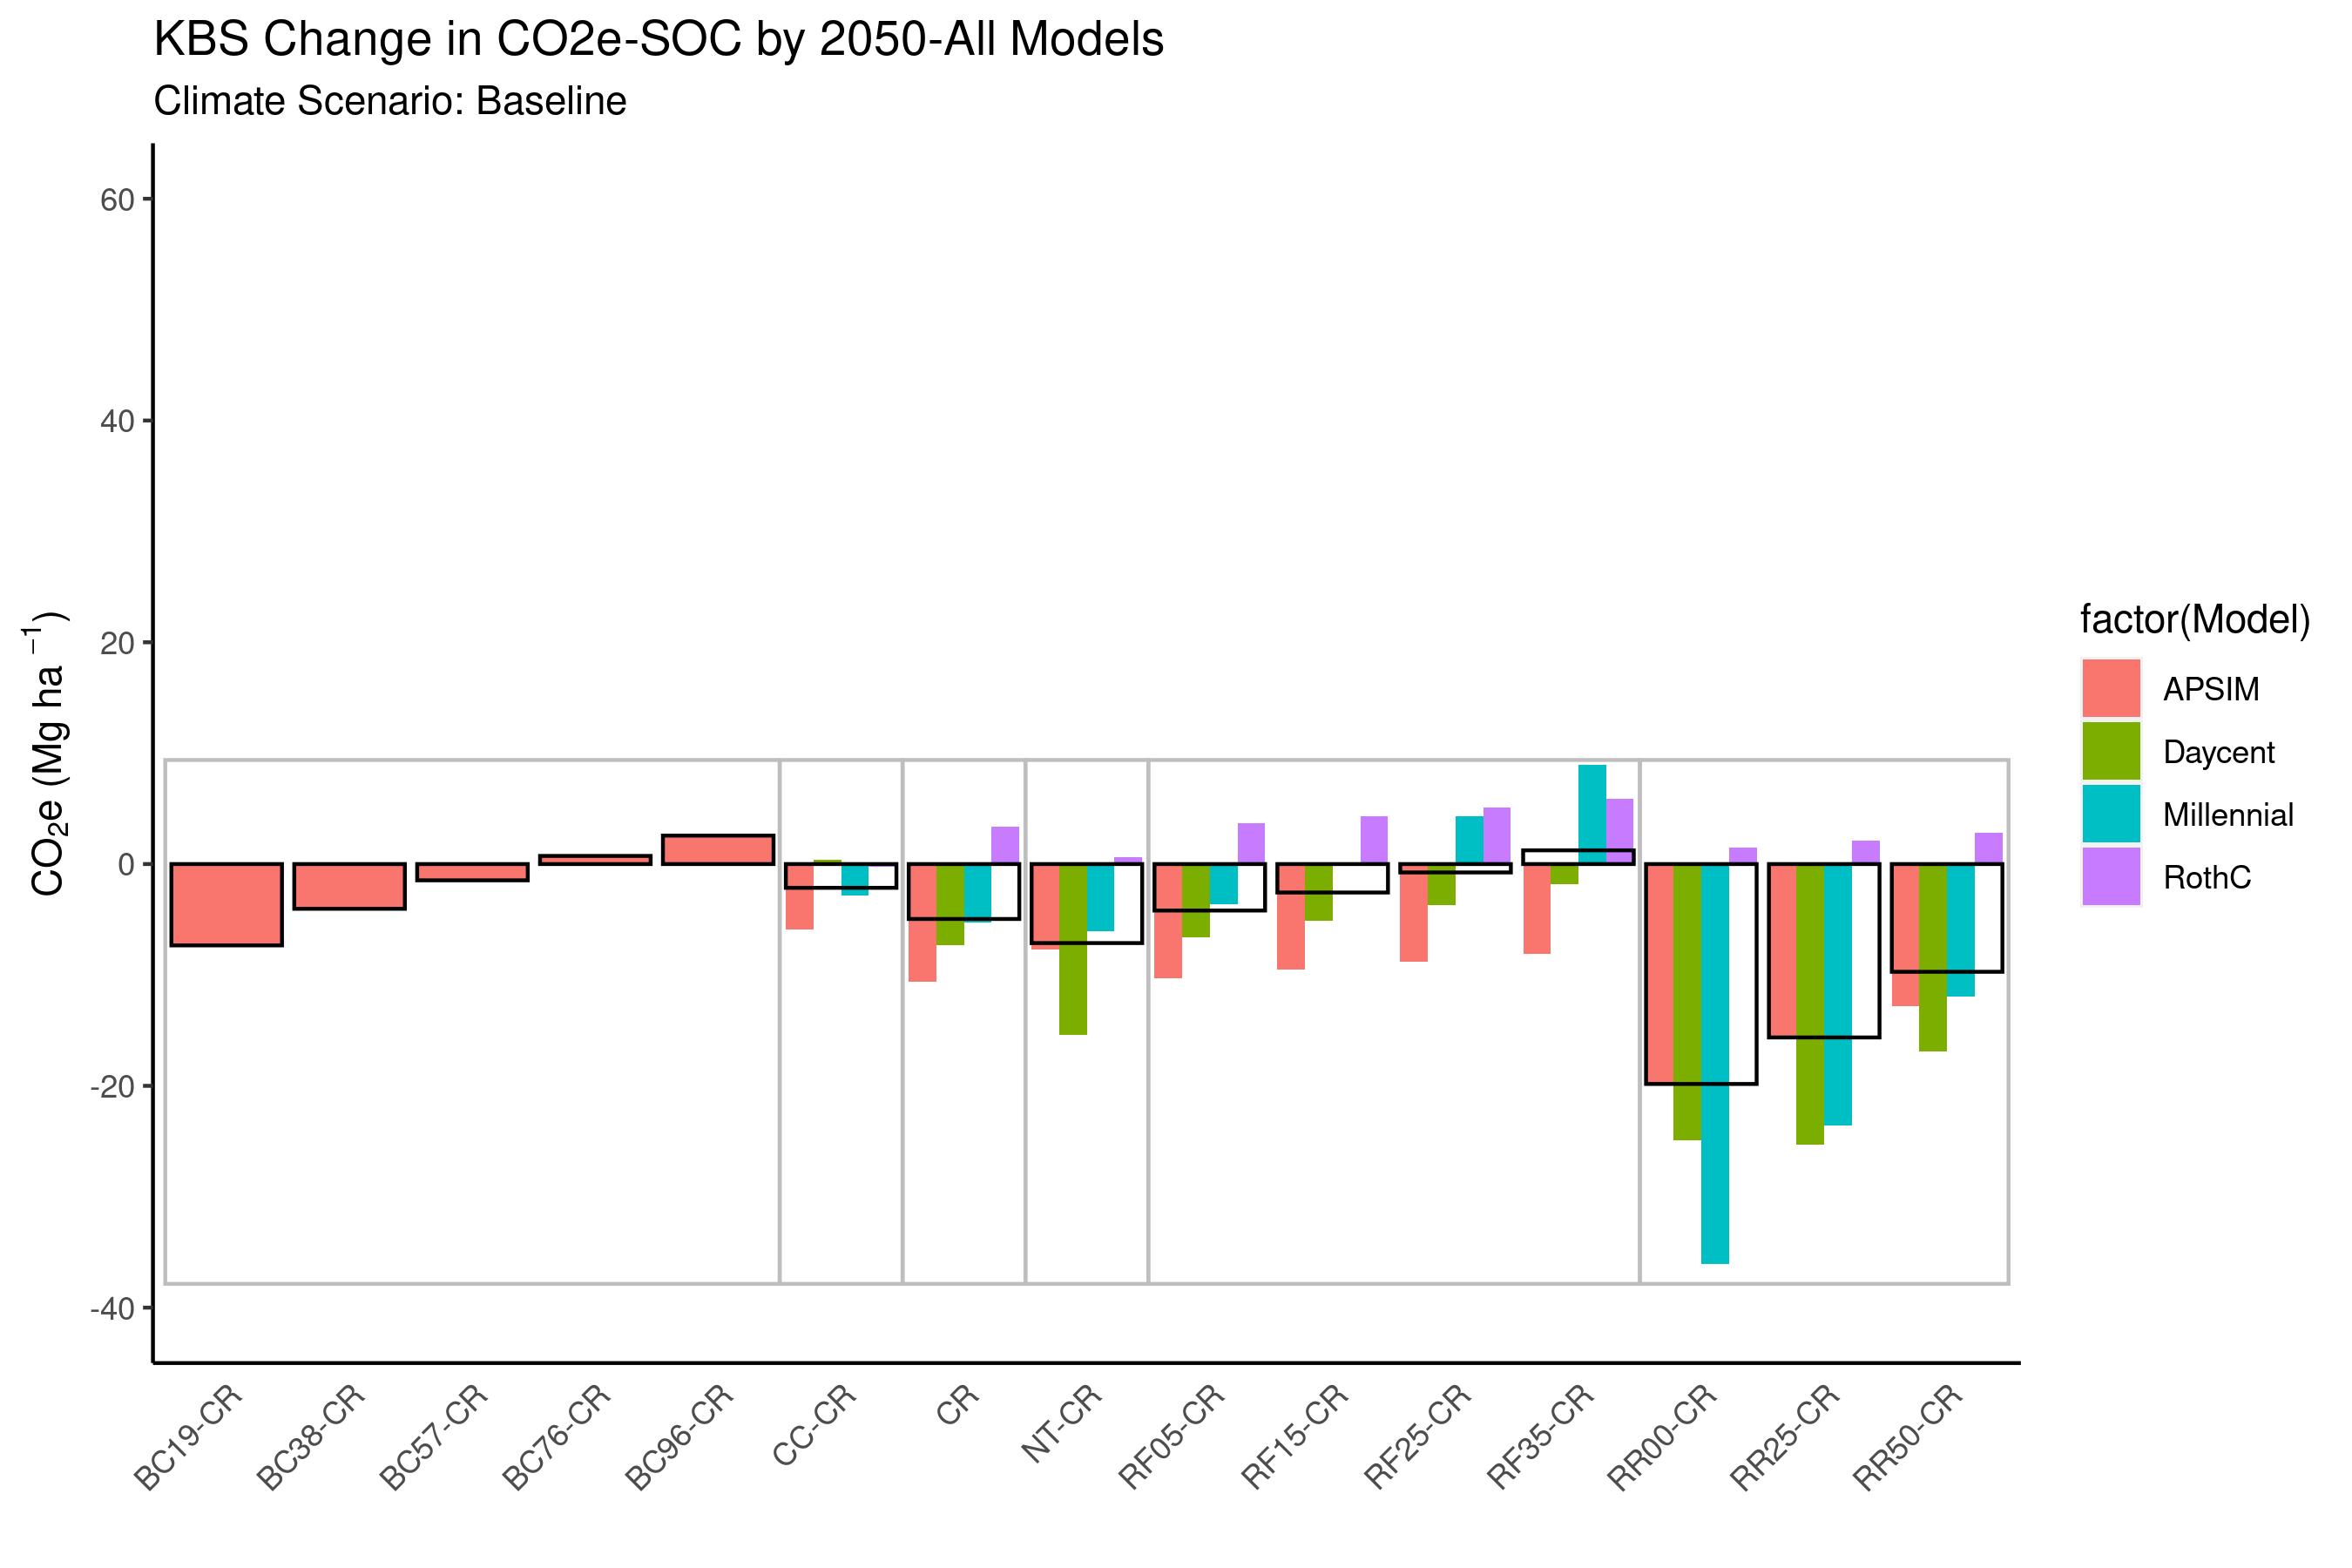 KBS Change in CO2e-SOC by 2050-All Models
Climate Scenario: Baseline
CO₂e (Mg ha ⁻¹)
60
40
20
0
-20
-40
BC19-CR
BC38-CR
BC57-CR
BC76-CR
BC96-CR
CC-CR
CR
NT-CR
RF05-CR
RF15-CR
RF25-CR
RF35-CR
RR00-CR
RR25-CR
RR50-CR
factor(Model)
APSIM
Daycent
Millennial
RothC